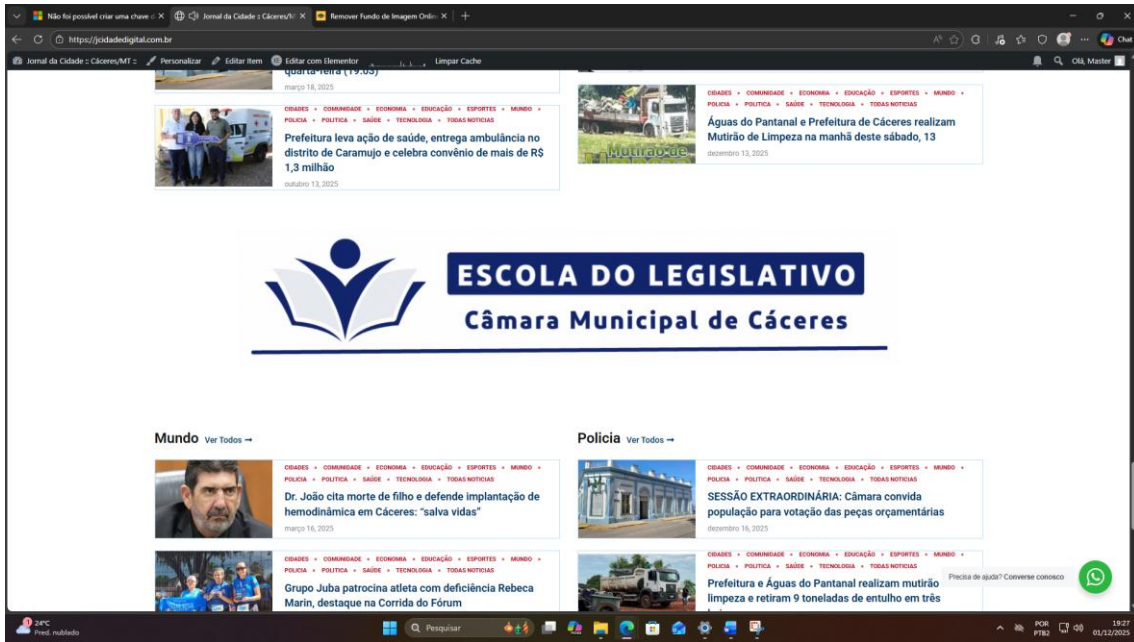 Não foi possível criar uma chave d
Jornal da Cidade :: Cáceres/M
Remover Fundo de Imagem Onlin
https://jcidadedigital.com.br
Chat
Jornal da Cidade :: Cáceres/MT ::
Personalizar
Editar Item
Editar com Elementor
Limpar Cache
Olá, Master
quarta-feira (19.03)
março 18, 2025
CIDADES • COMUNIDADE • ECONOMIA • EDUCAÇÃO • ESPORTES • MUNDO •
POLICIA • POLITICA • SAÚDE • TECNOLOGIA • TODAS NOTICIAS
Prefeitura leva ação de saúde, entrega ambulância no
distrito de Caramujo e celebra convênio de mais de R$
1,3 milhão
outubro 13, 2025
Mutirão de
CIDADES • COMUNIDADE • ECONOMIA • EDUCAÇÃO • ESPORTES • MUNDO •
POLICIA • POLITICA • SAÚDE • TECNOLOGIA • TODAS NOTICIAS
Águas do Pantanal e Prefeitura de Cáceres realizam
Mutirão de Limpeza na manhã deste sábado, 13
dezembro 13, 2025
ESCOLA DO LEGISLATIVO
Câmara Municipal de Cáceres
Mundo Ver Todos →
CIDADES • COMUNIDADE • ECONOMIA • EDUCAÇÃO • ESPORTES • MUNDO •
POLICIA • POLITICA • SAÚDE • TECNOLOGIA • TODAS NOTICIAS
Dr. João cita morte de filho e defende implantação de
hemodinâmica em Cáceres: “salva vidas”
março 16, 2025
CIDADES • COMUNIDADE • ECONOMIA • EDUCAÇÃO • ESPORTES • MUNDO •
POLICIA • POLITICA • SAÚDE • TECNOLOGIA • TODAS NOTICIAS
Grupo Juba patrocina atleta com deficiência Rebeca
Marin, destaque na Corrida do Fórum
Policia Ver Todos →
CIDADES • COMUNIDADE • ECONOMIA • EDUCAÇÃO • ESPORTES • MUNDO •
POLICIA • POLITICA • SAÚDE • TECNOLOGIA • TODAS NOTICIAS
SESSÃO EXTRAORDINÁRIA: Câmara convida
população para votação das peças orçamentárias
dezembro 16, 2025
CIDADES • COMUNIDADE • ECONOMIA • EDUCAÇÃO • ESPORTES • MUNDO •
POLICIA • POLITICA • SAÚDE • TECNOLOGIA • TODAS NOTICIAS
Prefeitura e Águas do Pantanal realizam mutirão
limpeza e retiram 9 toneladas de entulho em três
Precisa de ajuda? Converse conosco
1
24°C
Pred. nublado
Pesquisar
POR
PTB2
19:27
01/12/2025